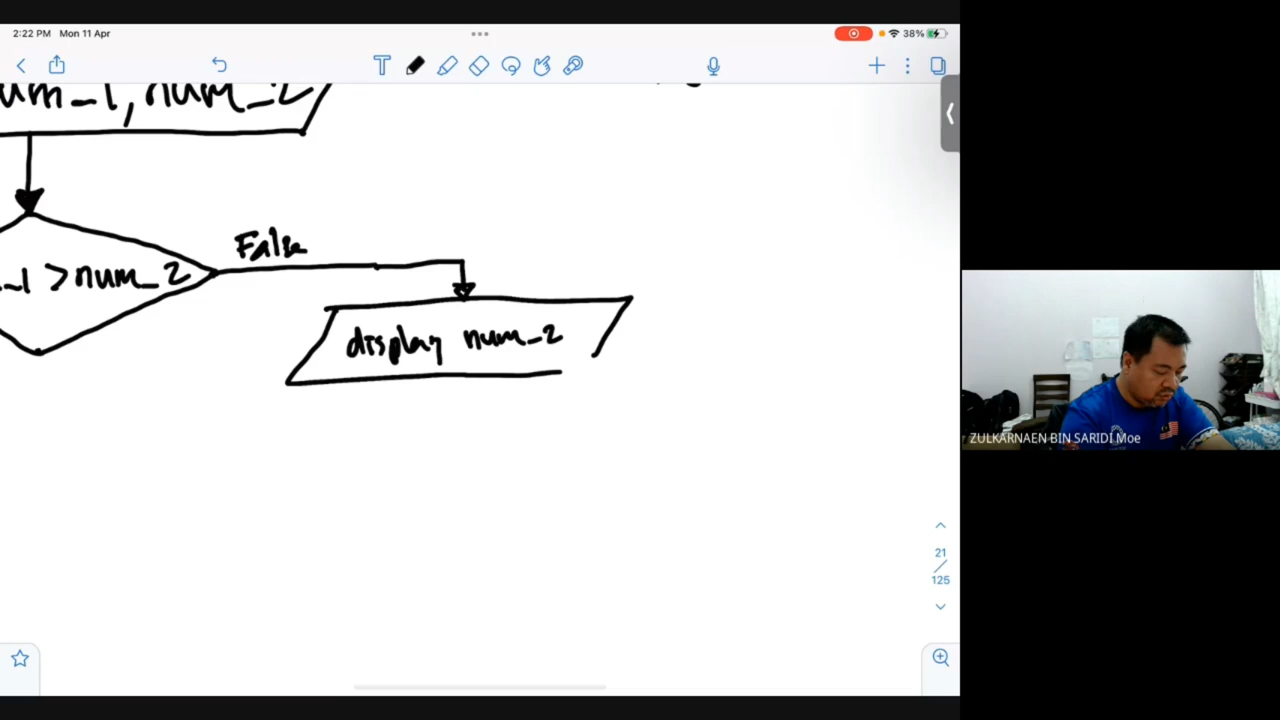 2:22 PM Mon 11 Apr
38%
um_1, num_2
False
_1 > num_2
display num_2
21
125
ZULKARNAEN BIN SARIDI Moe